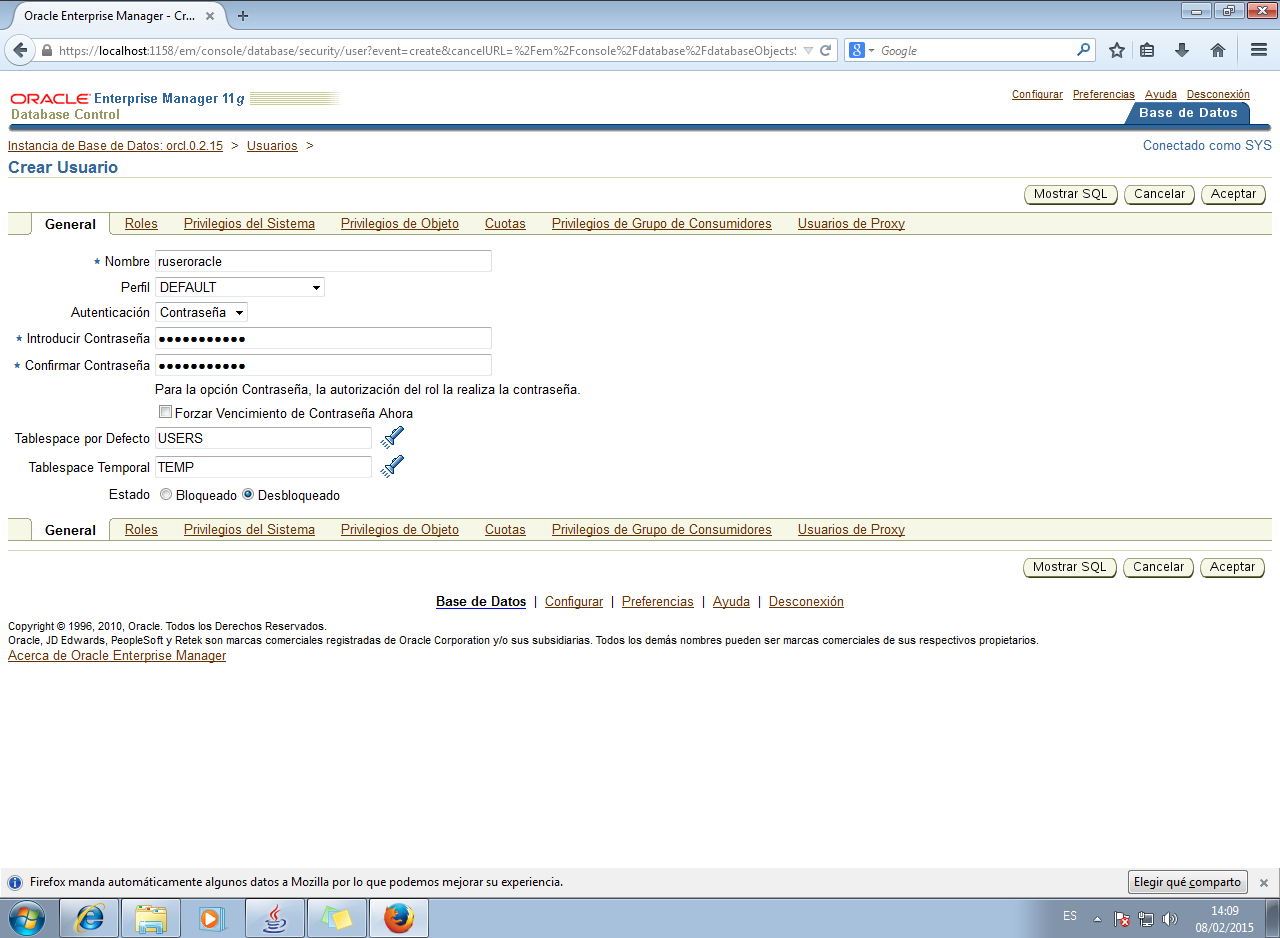 Oracle Enterprise Manager - Cr...
https://localhost:1158/em/console/database/security/user?event=create&cancelURL=%2Fem%2Fconsole%2Fdatabase%2FdatabaseObjects
Google
ORACLE Enterprise Manager 11g
Database Control
Configurar Preferencias Ayuda Desconexión
Base de Datos
Instancia de Base de Datos: orcl.0.2.15 > Usuarios >
Conectado como SYS
Crear Usuario
Mostrar SQL Cancelar Aceptar
General Roles Privilegios del Sistema Privilegios de Objeto Cuotas Privilegios de Grupo de Consumidores Usuarios de Proxy
* Nombre ruseroracle
Perfil DEFAULT
Autenticación Contraseña
* Introducir Contraseña •••••••••••
* Confirmar Contraseña •••••••••••
Para la opción Contraseña, la autorización del rol la realiza la contraseña.
Forzar Vencimiento de Contraseña Ahora
Tablespace por Defecto USERS
Tablespace Temporal TEMP
Estado Bloqueado Desbloqueado
General Roles Privilegios del Sistema Privilegios de Objeto Cuotas Privilegios de Grupo de Consumidores Usuarios de Proxy
Mostrar SQL Cancelar Aceptar
Base de Datos | Configurar | Preferencias | Ayuda | Desconexión
Copyright © 1996, 2010, Oracle. Todos los Derechos Reservados.
Oracle, JD Edwards, PeopleSoft y Retek son marcas comerciales registradas de Oracle Corporation y/o sus subsidiarias. Todos los demás nombres pueden ser marcas comerciales de sus respectivos propietarios.
Acerca de Oracle Enterprise Manager
Firefox manda automáticamente algunos datos a Mozilla por lo que podemos mejorar su experiencia.
Elegir qué comparto
ES
14:09
08/02/2015